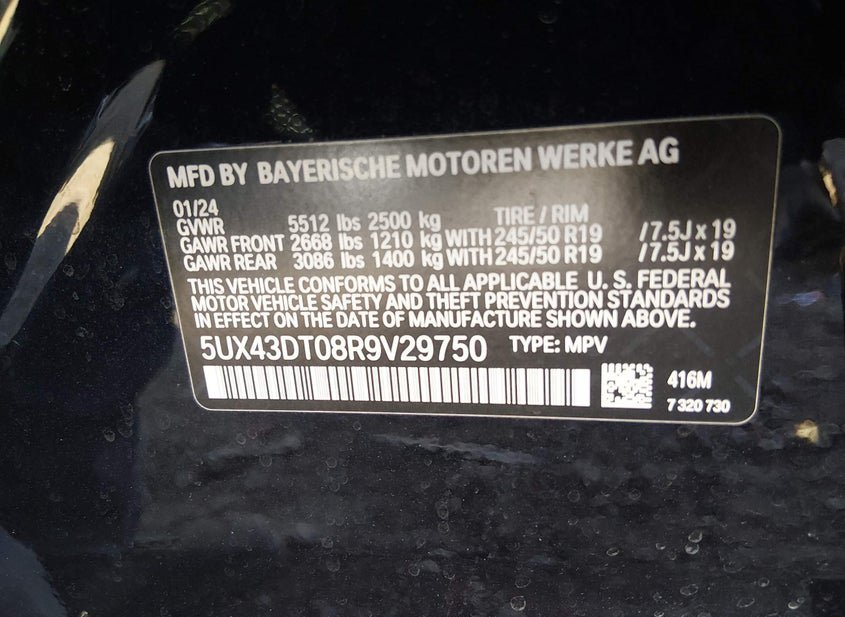 MFD BY BAYERISCHE MOTOREN WERKE AG
01/24
GVWR 5512 lbs 2500 kg TIRE / RIM
GAWR FRONT 2668 lbs 1210 kg WITH 245/50 R19 /7.5J x 19
GAWR REAR 3086 lbs 1400 kg WITH 245/50 R19 /7.5J x 19
THIS VEHICLE CONFORMS TO ALL APPLICABLE U. S. FEDERAL
MOTOR VEHICLE SAFETY AND THEFT PREVENTION STANDARDS
IN EFFECT ON THE DATE OF MANUFACTURE SHOWN ABOVE.
5UX43DT08R9V29750 TYPE: MPV
416M
7 320 730